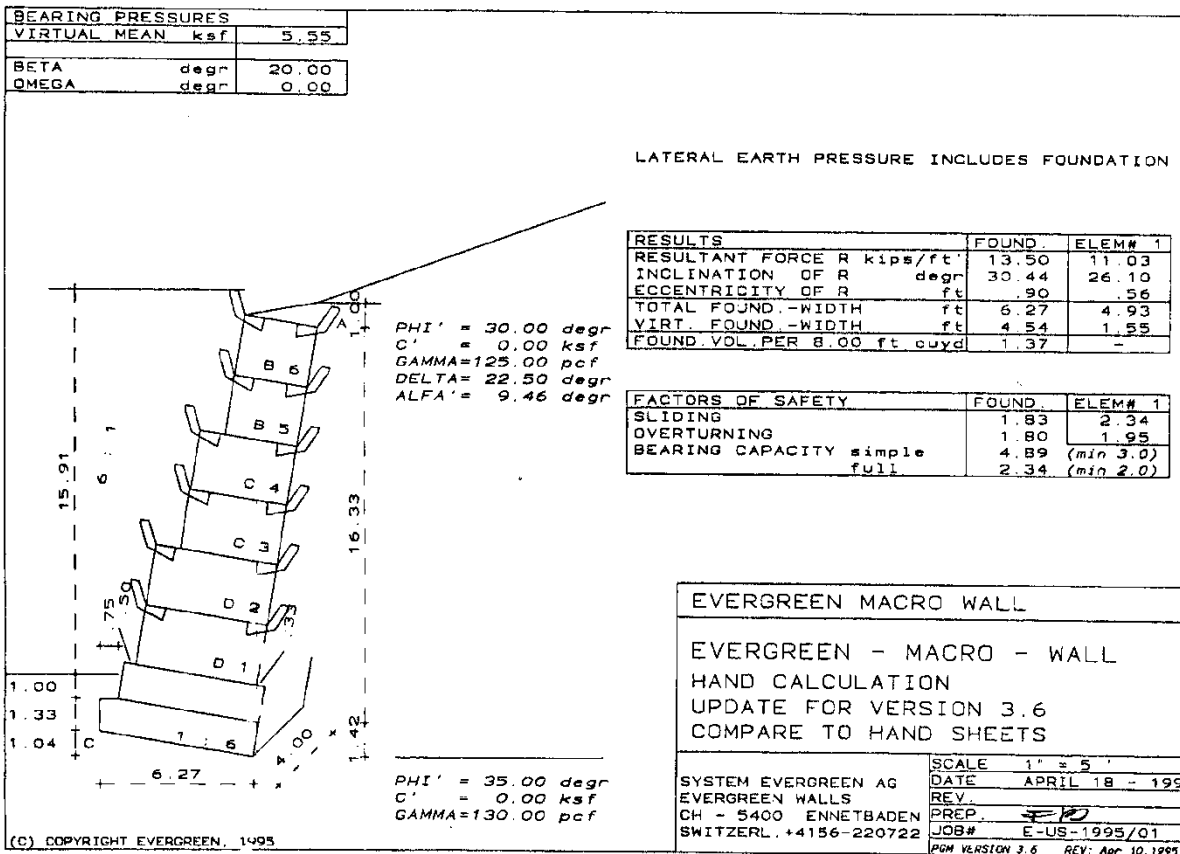 BEARING PRESSURES
VIRTUAL MEAN ksf 5.55
BETA degr 20.00
OMEGA degr 0.00
LATERAL EARTH PRESSURE INCLUDES FOUNDATION
RESULTS FOUND. ELEM# 1
RESULTANT FORCE R kips/ft' 13.50 11.03
INCLINATION OF R degr 30.44 26.10
ECCENTRICITY OF R ft .90 .56
TOTAL FOUND.-WIDTH ft 6.27 4.93
VIRT. FOUND.-WIDTH ft 4.54 1.55
FOUND.VOL.PER 8.00 ft cuyd 1.37 -
FACTORS OF SAFETY FOUND. ELEM# 1
SLIDING 1.83 2.34
OVERTURNING 1.80 1.95
BEARING CAPACITY simple 4.89 (min 3.0)
full 2.34 (min 2.0)
PHI' = 30.00 degr
C' = 0.00 ksf
GAMMA=125.00 pcf
DELTA= 22.50 degr
ALFA'= 9.46 degr
1.00
A
B 6
B 5
C 4
C 3
D 2
D 1
15.91
6 : 1
16.33
.75
.50
.33
1.00
1.33
1.04
C
1 : 6
6.27
4.00
1.42
PHI' = 35.00 degr
C' = 0.00 ksf
GAMMA=130.00 pcf
(C) COPYRIGHT EVERGREEN, 1995
EVERGREEN MACRO WALL
EVERGREEN - MACRO - WALL
HAND CALCULATION
UPDATE FOR VERSION 3.6
COMPARE TO HAND SHEETS
SYSTEM EVERGREEN AG
EVERGREEN WALLS
CH - 5400 ENNETBADEN
SWITZERL.+4156-220722
SCALE 1" = 5 '
DATE APRIL 18 - 199
REV.
PREP.
JOB# E-US-1995/01
PGM VERSION 3.6 REV: Apr 10.1995